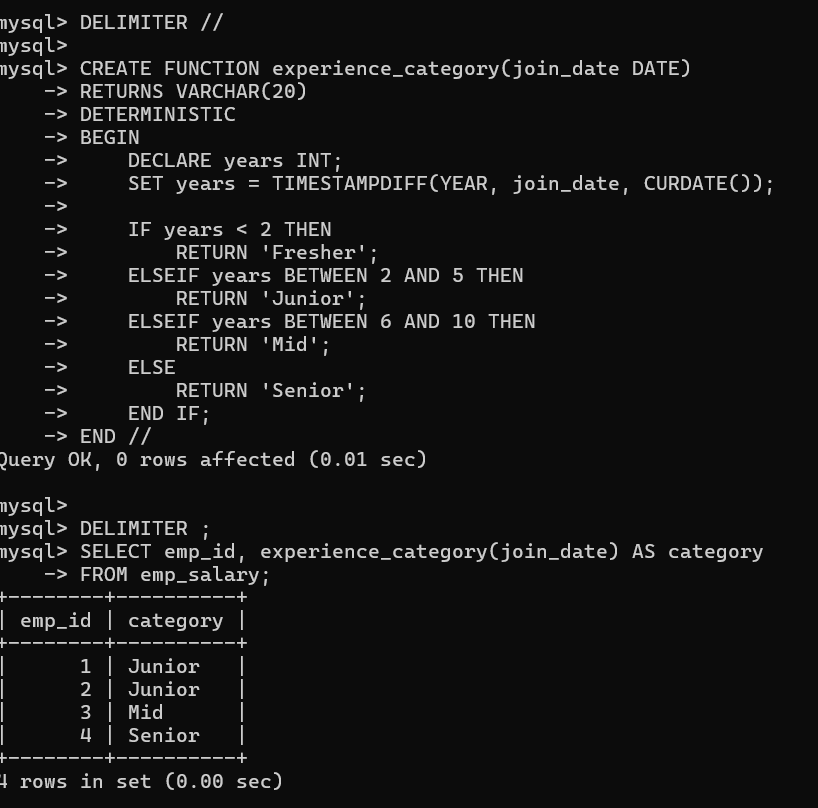 mysql> DELIMITER //
mysql>
mysql> CREATE FUNCTION experience_category(join_date DATE)
    -> RETURNS VARCHAR(20)
    -> DETERMINISTIC
    -> BEGIN
    ->     DECLARE years INT;
    ->     SET years = TIMESTAMPDIFF(YEAR, join_date, CURDATE());
    ->
    ->     IF years < 2 THEN
    ->         RETURN 'Fresher';
    ->     ELSEIF years BETWEEN 2 AND 5 THEN
    ->         RETURN 'Junior';
    ->     ELSEIF years BETWEEN 6 AND 10 THEN
    ->         RETURN 'Mid';
    ->     ELSE
    ->         RETURN 'Senior';
    ->     END IF;
    -> END //
Query OK, 0 rows affected (0.01 sec)

mysql>
mysql> DELIMITER ;
mysql> SELECT emp_id, experience_category(join_date) AS category
    -> FROM emp_salary;
+--------+----------+
| emp_id | category |
+--------+----------+
|      1 | Junior   |
|      2 | Junior   |
|      3 | Mid      |
|      4 | Senior   |
+--------+----------+
4 rows in set (0.00 sec)